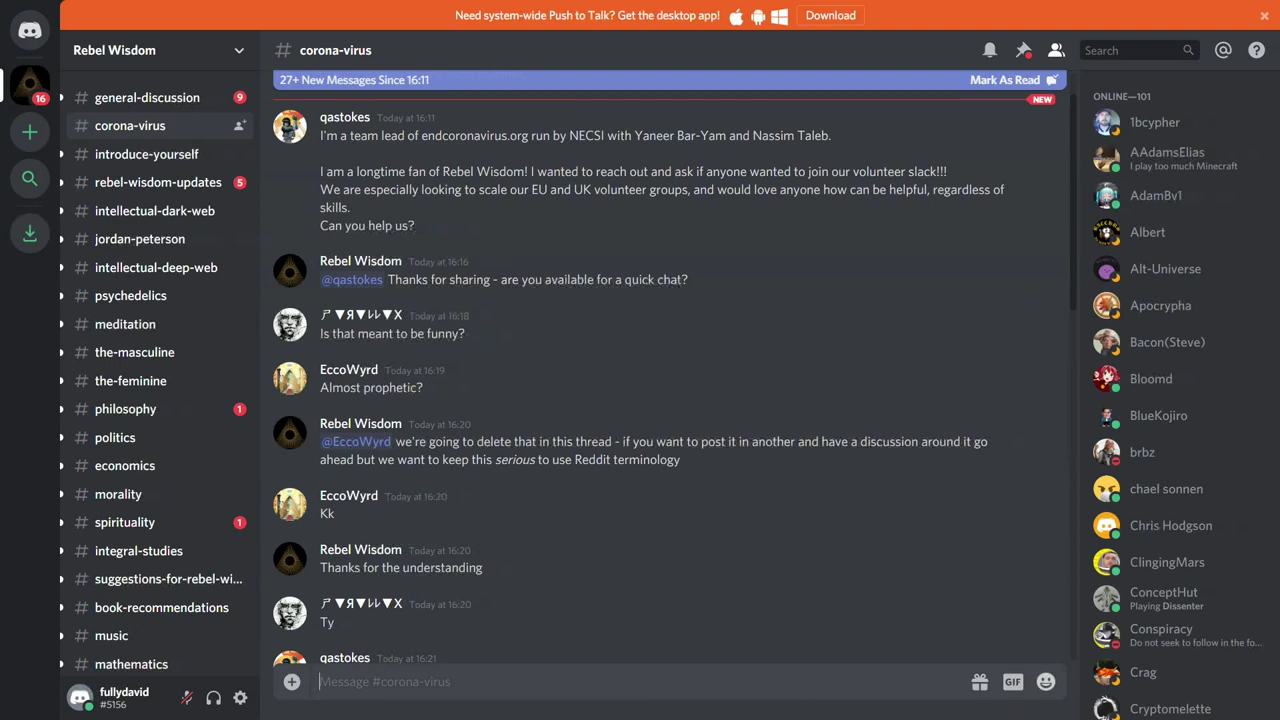 Need system-wide Push to Talk? Get the desktop app!
Download
Rebel Wisdom
16
general-discussion
9
corona-virus
introduce-yourself
rebel-wisdom-updates
5
intellectual-dark-web
jordan-peterson
intellectual-deep-web
psychedelics
meditation
the-masculine
the-feminine
philosophy
1
politics
economics
morality
spirituality
1
integral-studies
suggestions-for-rebel-wi...
book-recommendations
music
mathematics
fullydavid
#5156
corona-virus
Search
27+ New Messages Since 16:11
Mark As Read
NEW
qastokes Today at 16:11
I'm a team lead of endcoronavirus.org run by NECSI with Yaneer Bar-Yam and Nassim Taleb.
I am a longtime fan of Rebel Wisdom! I wanted to reach out and ask if anyone wanted to join our volunteer slack!!!
We are especially looking to scale our EU and UK volunteer groups, and would love anyone how can be helpful, regardless of
skills.
Can you help us?
Rebel Wisdom Today at 16:16
@qastokes Thanks for sharing - are you available for a quick chat?
Today at 16:18
Is that meant to be funny?
EccoWyrd Today at 16:19
Almost prophetic?
Rebel Wisdom Today at 16:20
@EccoWyrd we're going to delete that in this thread - if you want to post it in another and have a discussion around it go
ahead but we want to keep this serious to use Reddit terminology
EccoWyrd Today at 16:20
Kk
Rebel Wisdom Today at 16:20
Thanks for the understanding
Today at 16:20
Ty
qastokes Today at 16:21
Message #corona-virus
GIF
ONLINE—101
1bcypher
AAdamsElias
I play too much Minecraft
AdamBv1
Albert
Alt-Universe
Apocrypha
Bacon(Steve)
Bloomd
BlueKojiro
brbz
chael sonnen
Chris Hodgson
ClingingMars
ConceptHut
Playing Dissenter
Conspiracy
Do not seek to follow in the fo...
Crag
Cryptomelette